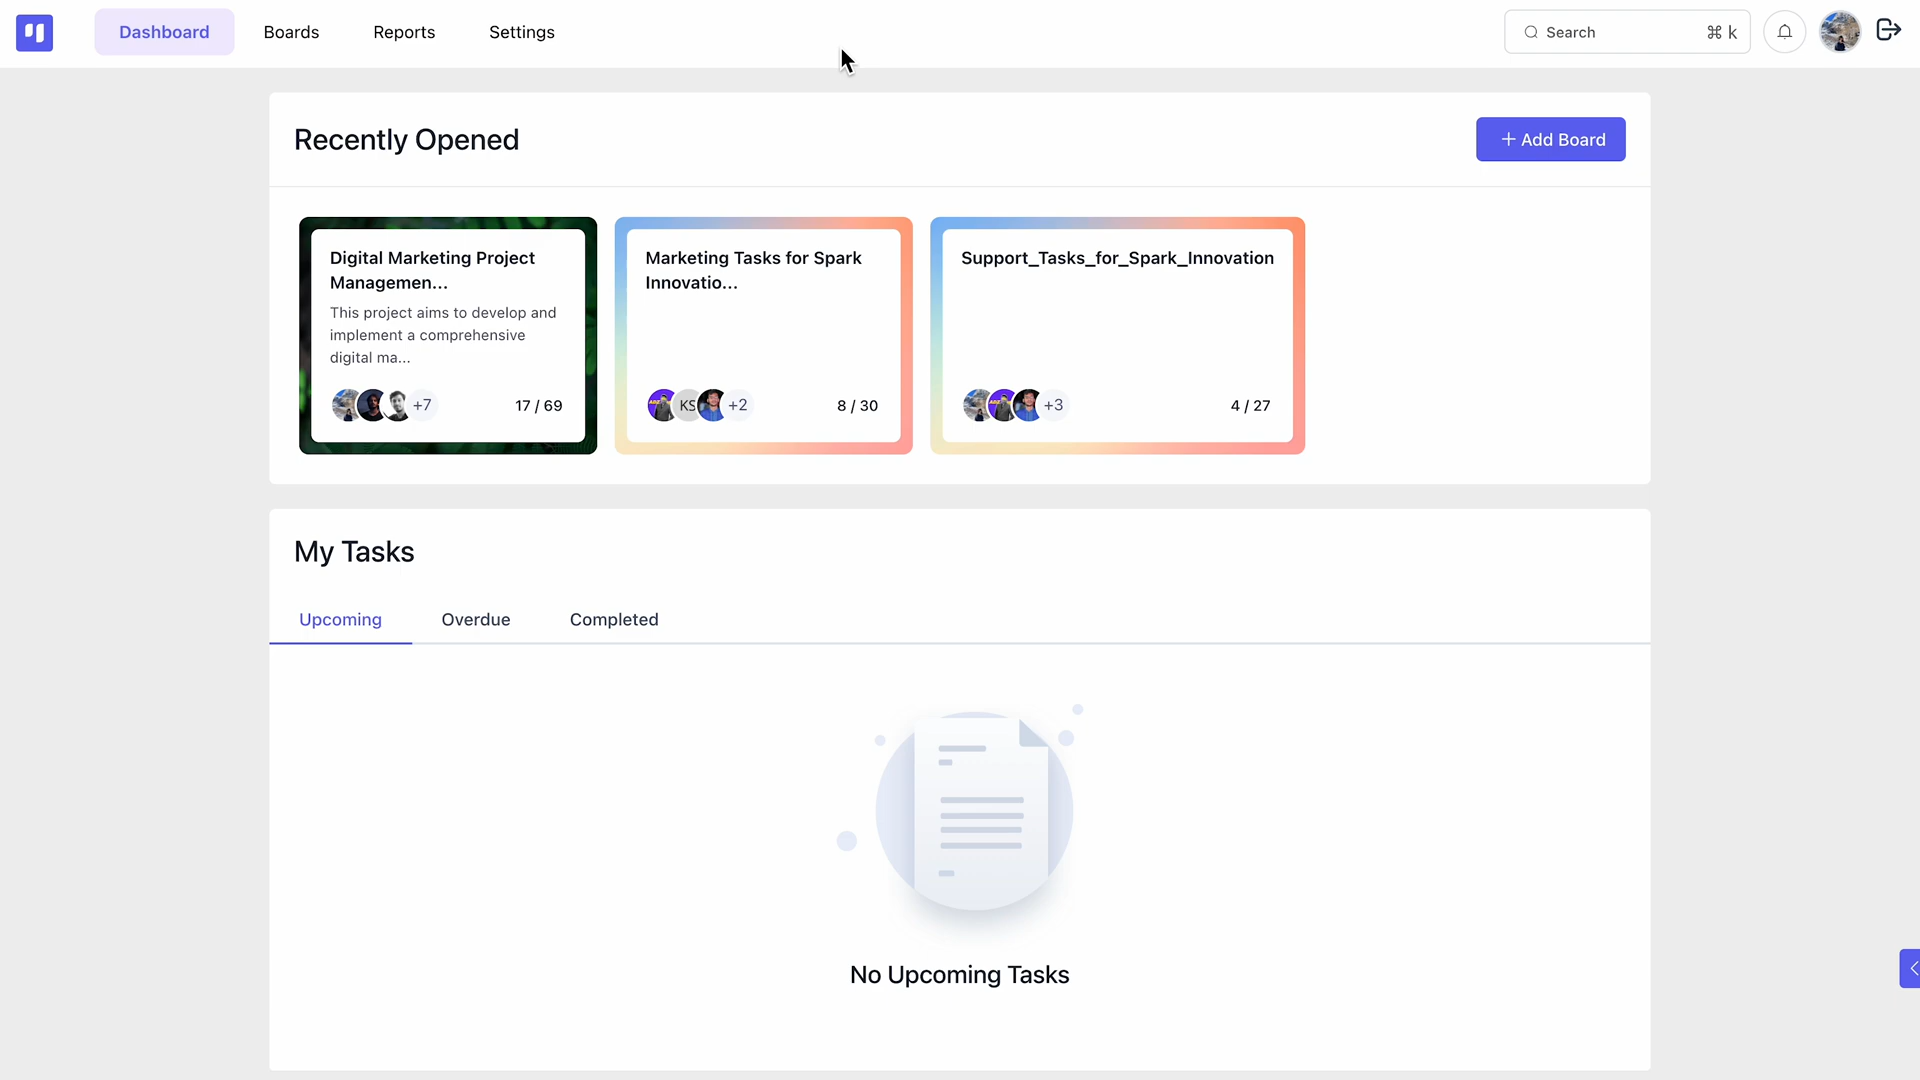 Dashboard
Boards
Reports
Settings
Search
⌘ k
Recently Opened
+ Add Board
Digital Marketing Project
Managemen...
This project aims to develop and
implement a comprehensive
digital ma...
+7
17 / 69
Marketing Tasks for Spark
Innovatio...
KS
+2
8 / 30
Support_Tasks_for_Spark_Innovation
+3
4 / 27
My Tasks
Upcoming
Overdue
Completed
No Upcoming Tasks